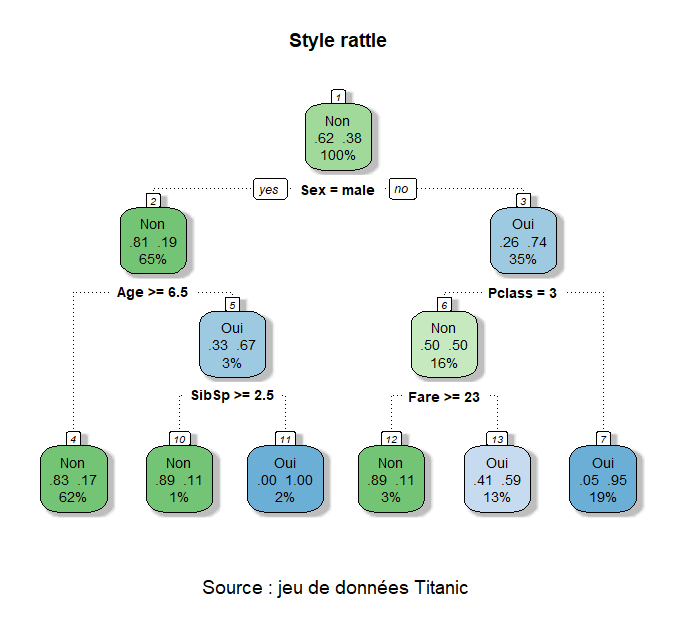 Style rattle
1
Non
.62 .38
100%
yes Sex = male no
2
Non
.81 .19
65%
3
Oui
.26 .74
35%
Age >= 6.5
Pclass = 3
5
Oui
.33 .67
3%
6
Non
.50 .50
16%
SibSp >= 2.5
Fare >= 23
4
Non
.83 .17
62%
10
Non
.89 .11
1%
11
Oui
.00 1.00
2%
12
Non
.89 .11
3%
13
Oui
.41 .59
13%
7
Oui
.05 .95
19%
Source : jeu de données Titanic